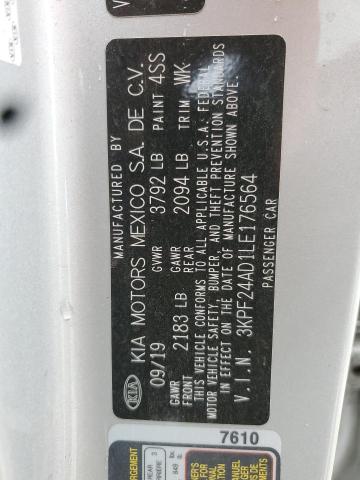 MANUFACTURED BY
KIA KIA MOTORS MEXICO S.A. DE C.V.
09/19 GVWR 3792 LB PAINT 4SS
GAWR FRONT 2183 LB GAWR REAR 2094 LB TRIM WK
THIS VEHICLE CONFORMS TO ALL APPLICABLE U.S.A. FEDERAL
MOTOR VEHICLE SAFETY, BUMPER, AND THEFT PREVENTION STANDARDS
IN EFFECT ON THE DATE OF MANUFACTURE SHOWN ABOVE.
V.I.N. 3KPF24AD1LE176564
PASSENGER CAR
7610
REAR 3